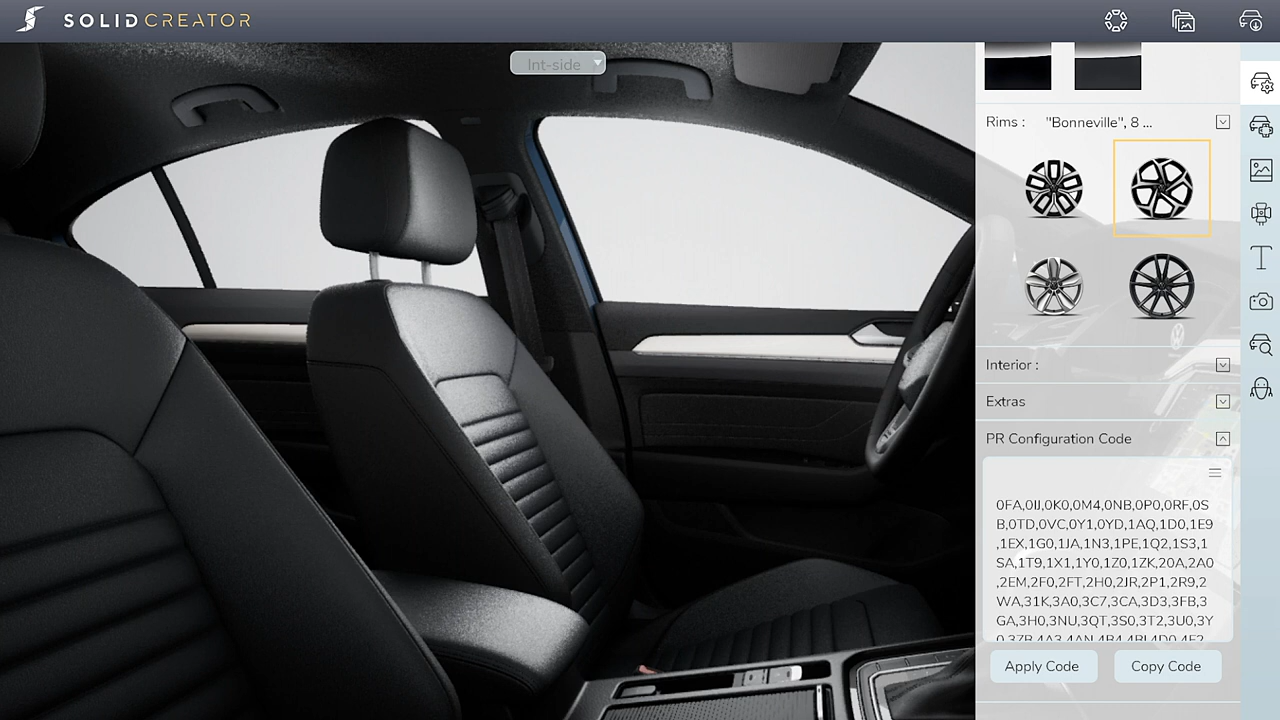 SOLIDCREATOR
Int-side
Rims : "Bonneville", 8 ...
Interior :
Extras
PR Configuration Code
0FA,0IJ,0K0,0M4,0NB,0P0,0RF,0S
B,0TD,0VC,0Y1,0YD,1AQ,1D0,1E9
,1EX,1G0,1JA,1N3,1PE,1Q2,1S3,1
SA,1T9,1X1,1Y0,1Z0,1ZK,20A,2A0
,2EM,2F0,2FT,2H0,2JR,2P1,2R9,2
WA,31K,3A0,3C7,3CA,3D3,3FB,3
GA,3H0,3NU,3QT,3S0,3T2,3U0,3Y
Apply Code
Copy Code